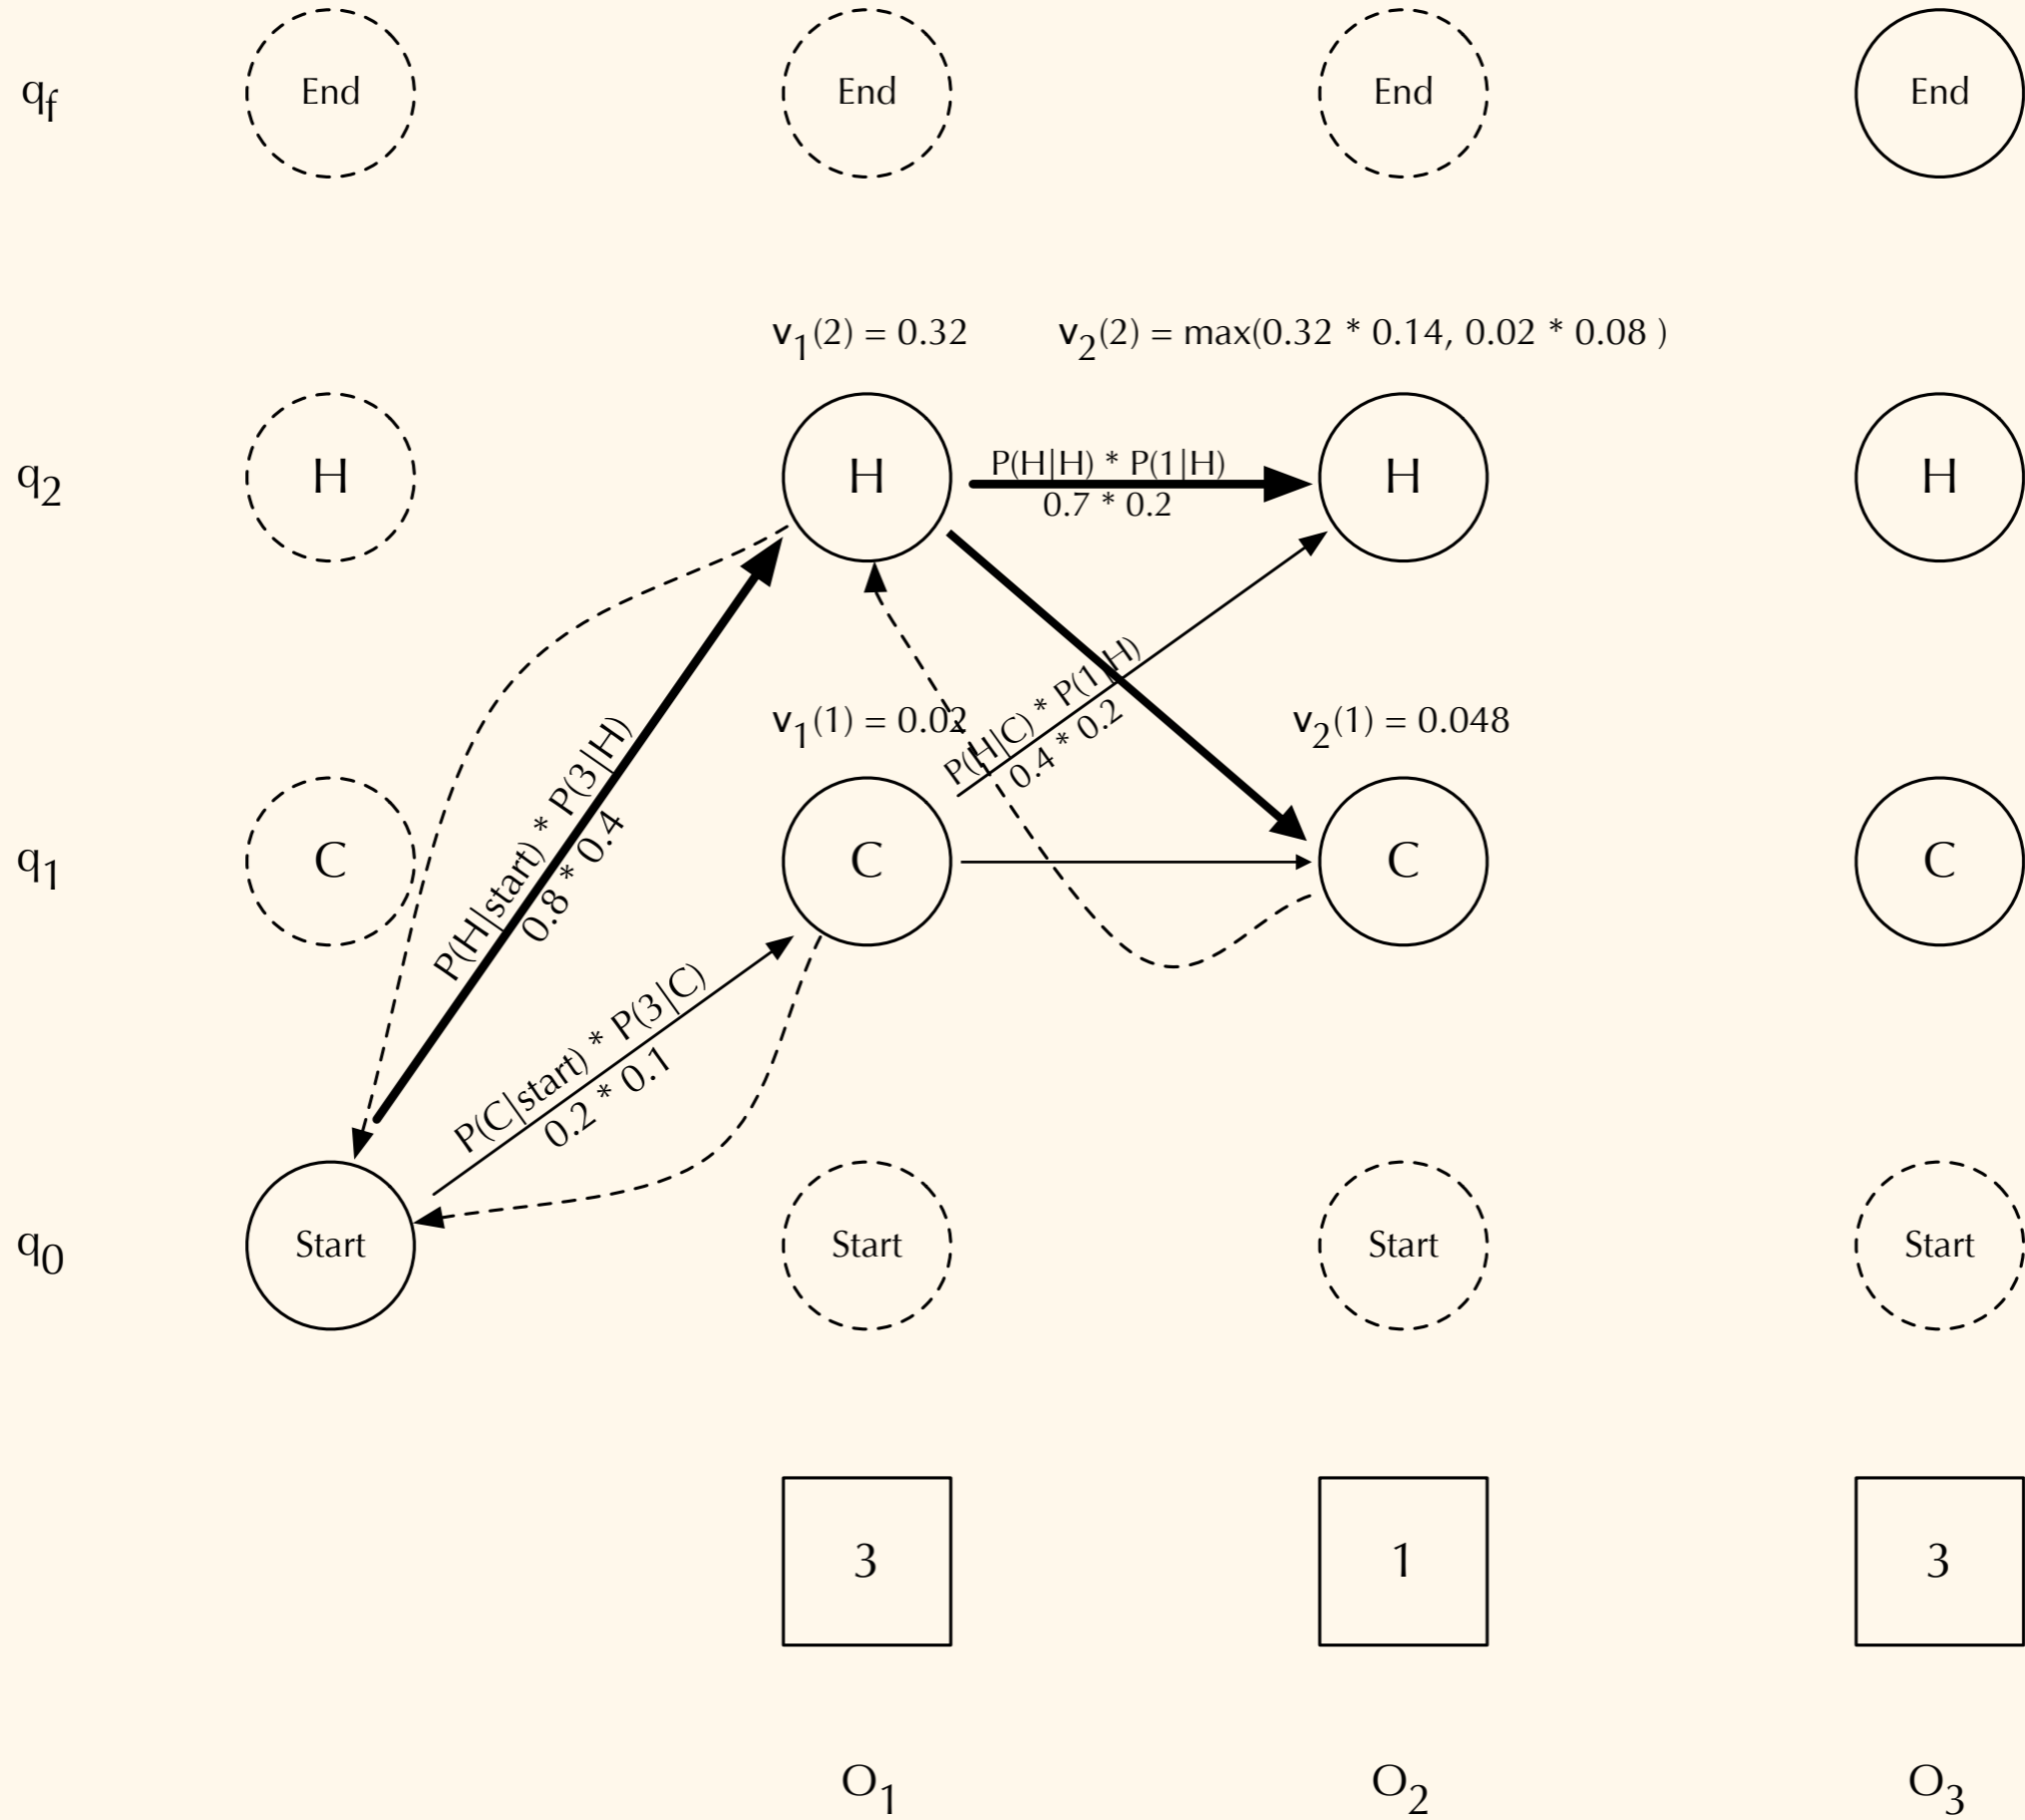 q_f End End End End
v_1(2) = 0.32 v_2(2) = max(0.32 * 0.14, 0.02 * 0.08 )
q_2 H H H H
P(H|H) * P(1|H)
0.7 * 0.2
P(H|start) * P(3|H)
0.8 * 0.4
P(H|C) * P(1|H)
0.4 * 0.2
v_1(1) = 0.02 v_2(1) = 0.048
q_1 C C C C
P(C|start) * P(3|C)
0.2 * 0.1
q_0 Start Start Start Start
3 1 3
O_1 O_2 O_3